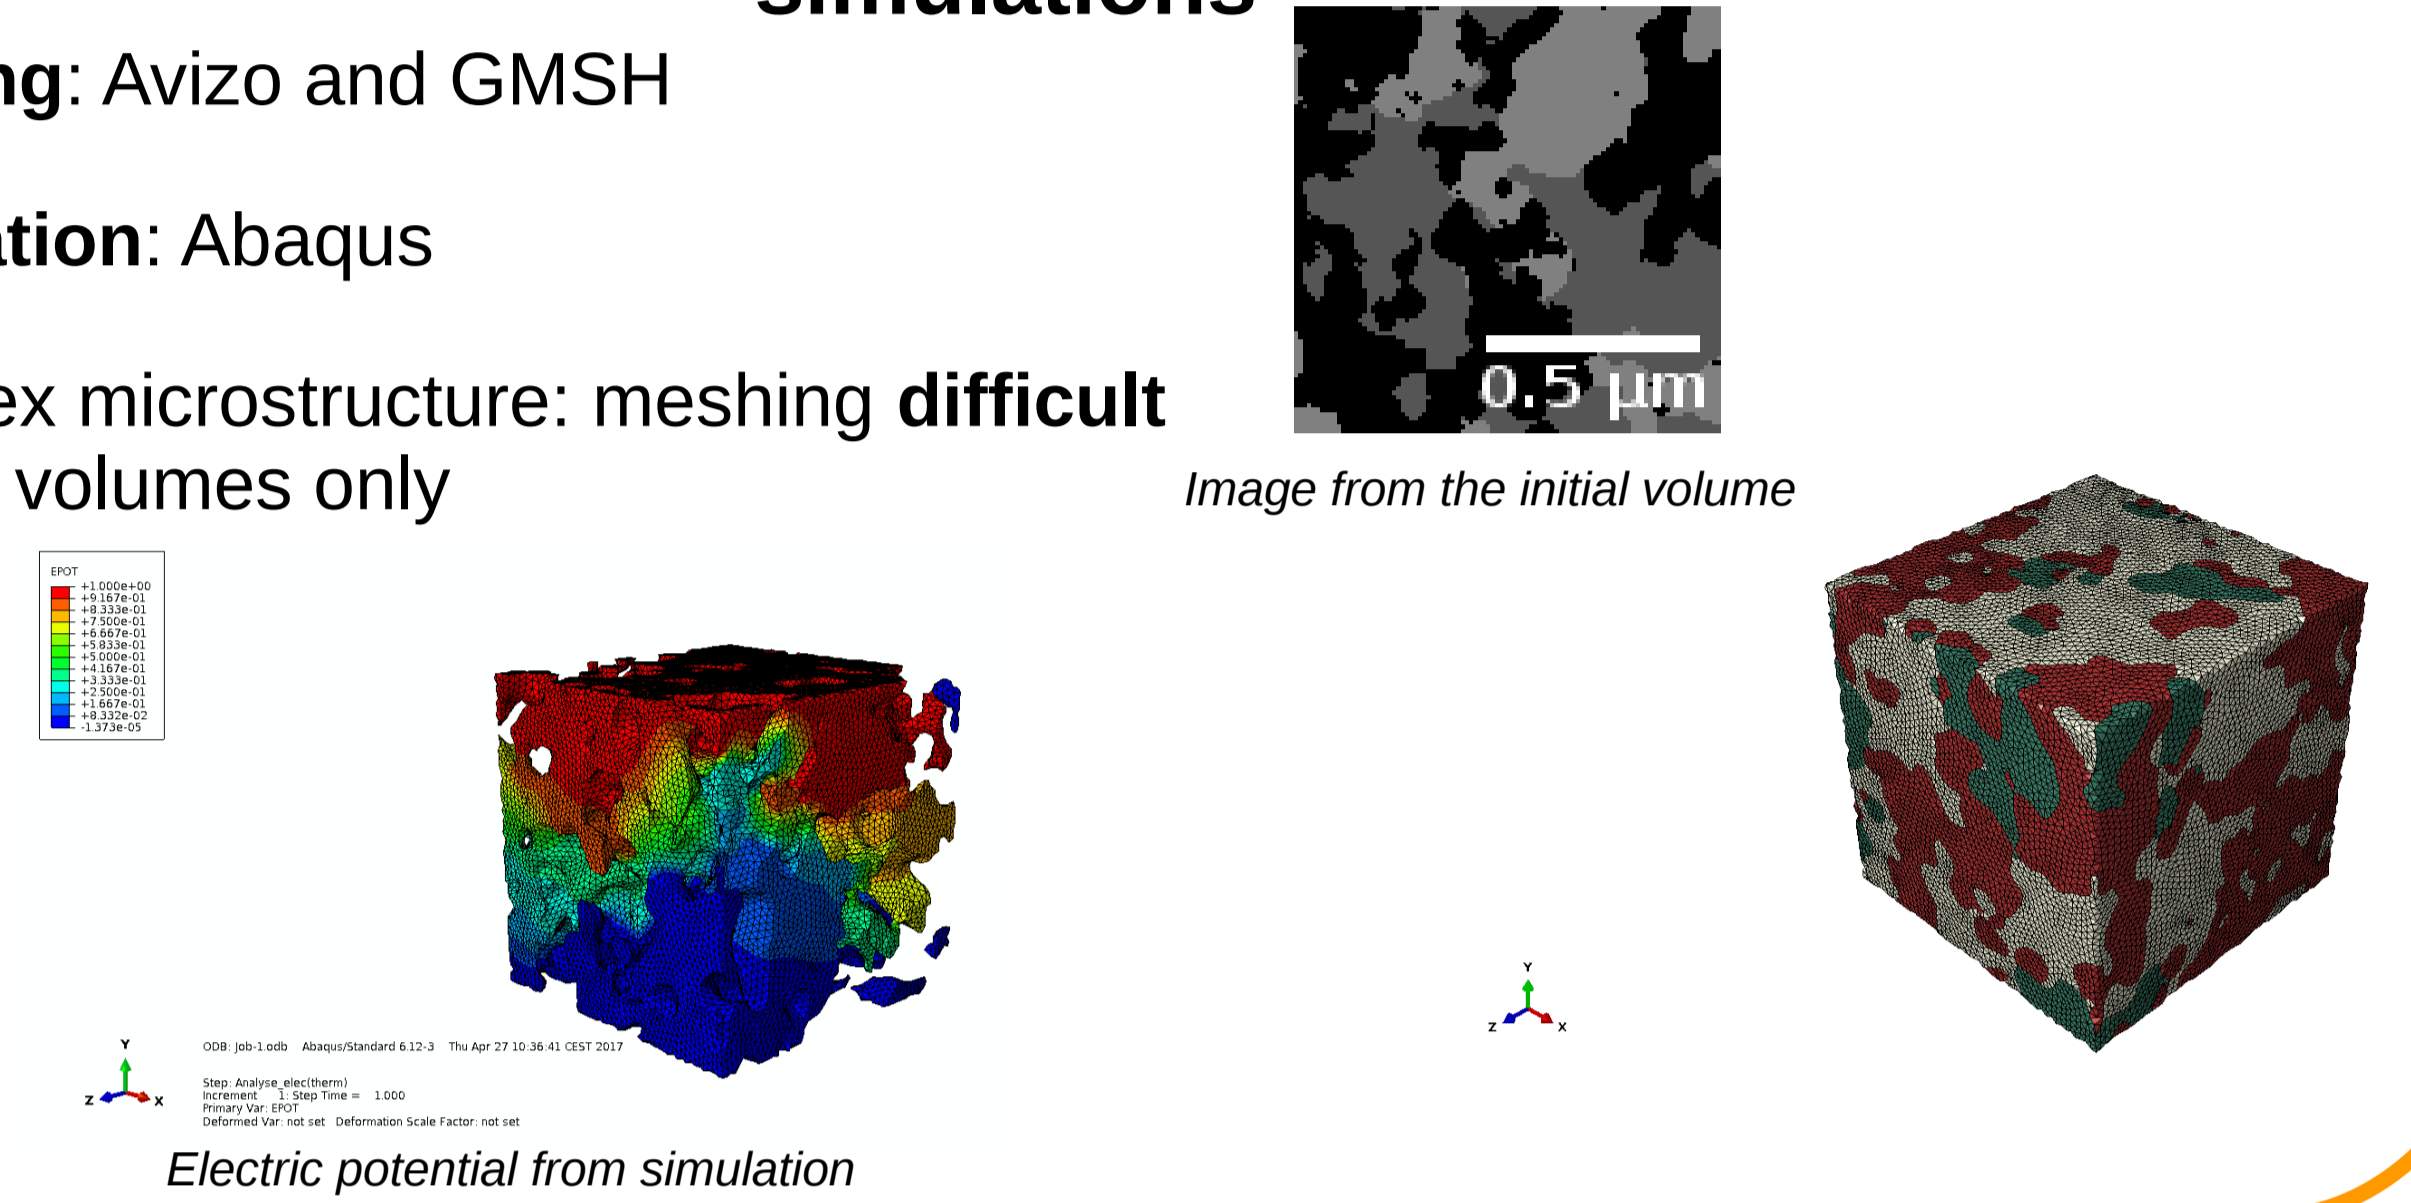 simulations
ng: Avizo and GMSH
ation: Abaqus
ex microstructure: meshing difficult
volumes only
0.5 µm
Image from the initial volume
EPOT
+1.000e+00
+9.167e-01
+8.333e-01
+7.500e-01
+6.667e-01
+5.833e-01
+5.000e-01
+4.167e-01
+3.333e-01
+2.500e-01
+1.667e-01
+8.332e-02
-1.373e-05
Y
Z
X
Y
Z
X
ODB: Job-1.odb Abaqus/Standard 6.12-3 Thu Apr 27 10:36:41 CEST 2017
Step: Analyse_elec(therm)
Increment 1: Step Time = 1.000
Primary Var: EPOT
Deformed Var: not set Deformation Scale Factor: not set
Electric potential from simulation